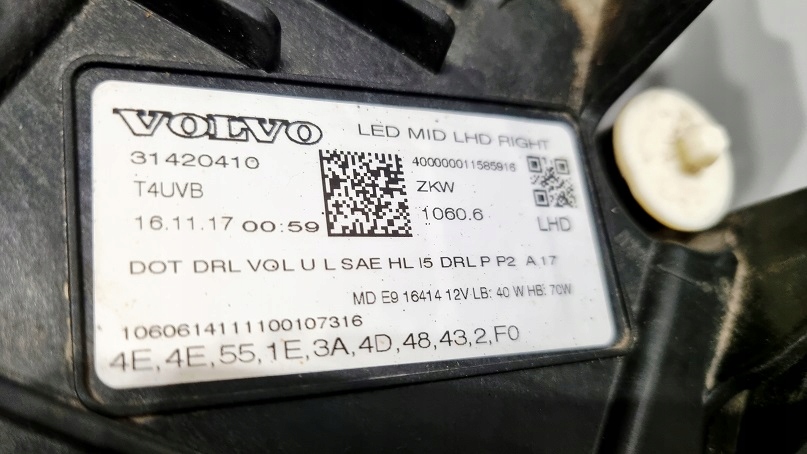 VOLVO LED MID LHD RIGHT
31420410 400000011585916
T4UVB ZKW
16.11.17 00:59 1060.6 LHD
DOT DRL VOL U L SAE HL I5 DRL P P2 A 17
MD E9 16414 12V LB: 40 W HB: 70W
1060614111100107316
4E,4E,55,1E,3A,4D,48,43,2,F0